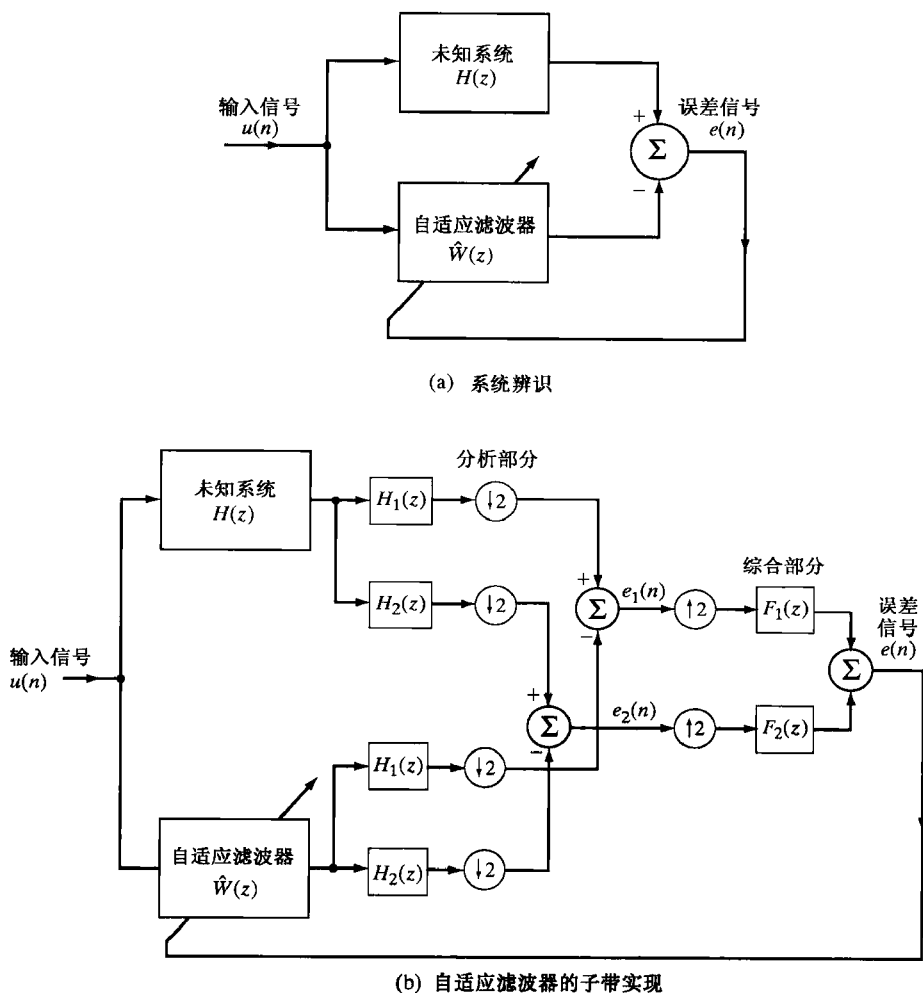 未知系统
H(z)
输入信号
u(n)
误差信号
e(n)
+
Σ
−
自适应滤波器
Ŵ(z)
(a) 系统辨识
分析部分
未知系统
H(z)
H₁(z)
↓2
综合部分
+
Σ
−
e₁(n)
↑2
F₁(z)
误差
信号
e(n)
H₂(z)
↓2
输入信号
u(n)
Σ
+
Σ
−
e₂(n)
↑2
F₂(z)
H₁(z)
↓2
自适应滤波器
Ŵ(z)
H₂(z)
↓2
(b) 自适应滤波器的子带实现